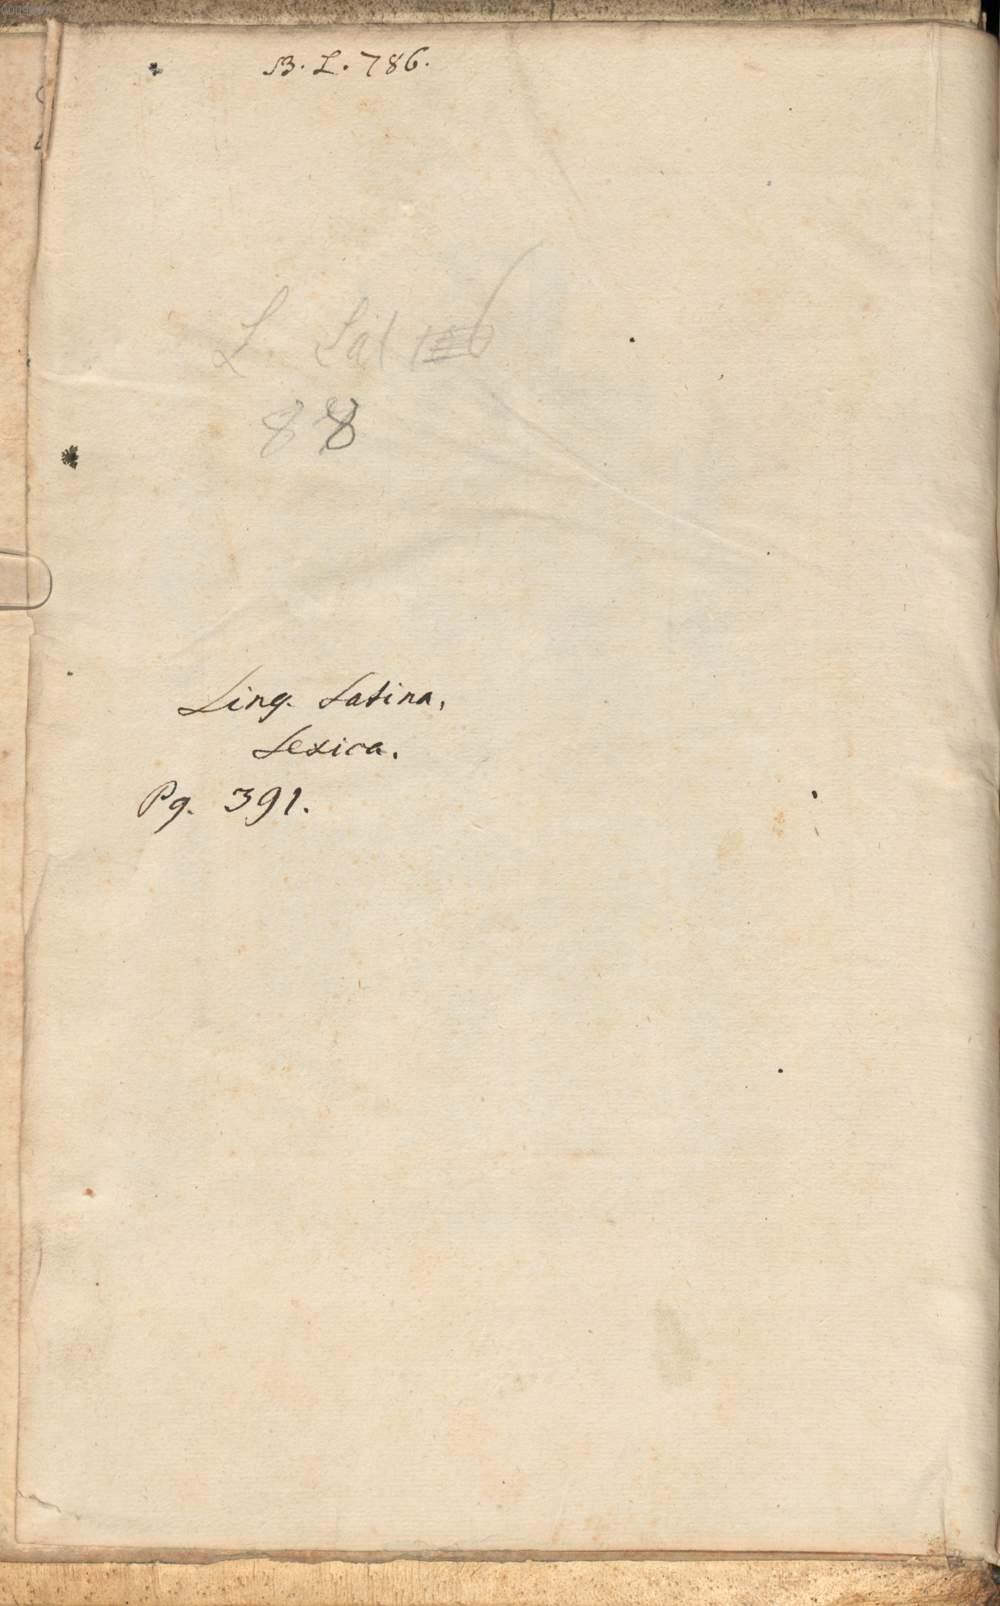 B. L. 786.
L. Lat
88
Ling. Latina,
Lexica.
Pg. 391.